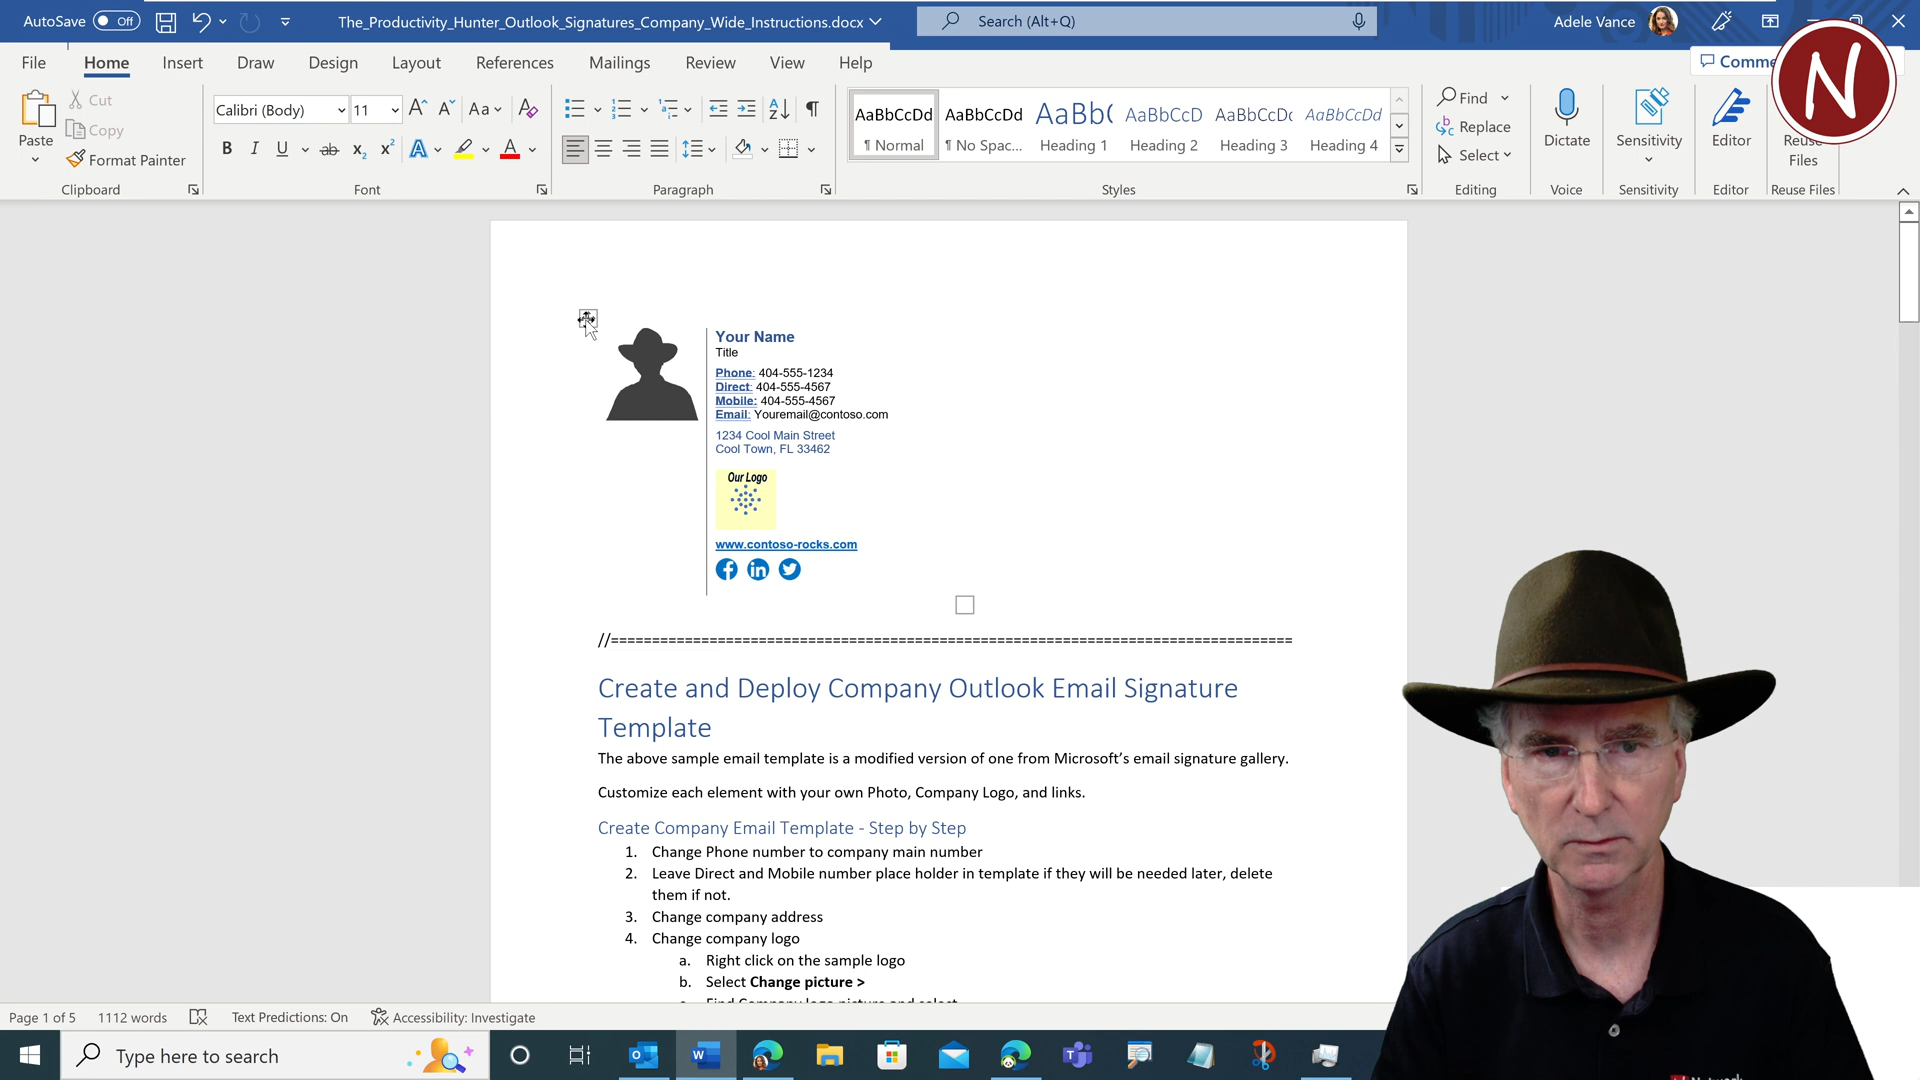 AutoSave Off The_Productivity_Hunter_Outlook_Signatures_Company_Wide_Instructions.docx Search (Alt+Q) Adele Vance
File Home Insert Draw Design Layout References Mailings Review View Help Comme
N
Paste Cut Copy Format Painter
Calibri (Body) 11 Aa
AaBbCcDd AaBbCcDd AaBb( AaBbCcD AaBbCcDc AaBbCcDd
¶ Normal ¶ No Spac... Heading 1 Heading 2 Heading 3 Heading 4
Find Replace Select
Dictate Sensitivity Editor Reuse Files
Clipboard Font Paragraph Styles Editing Voice Sensitivity Editor Reuse Files
Your Name
Title
Phone: 404-555-1234
Direct: 404-555-4567
Mobile: 404-555-4567
Email: Youremail@contoso.com
1234 Cool Main Street
Cool Town, FL 33462
Our Logo
www.contoso-rocks.com
//===================================================================================
Create and Deploy Company Outlook Email Signature
Template
The above sample email template is a modified version of one from Microsoft’s email signature gallery.
Customize each element with your own Photo, Company Logo, and links.
Create Company Email Template - Step by Step
1. Change Phone number to company main number
2. Leave Direct and Mobile number place holder in template if they will be needed later, delete
them if not.
3. Change company address
4. Change company logo
a. Right click on the sample logo
b. Select Change picture >
Page 1 of 5 1112 words Text Predictions: On Accessibility: Investigate
Type here to search